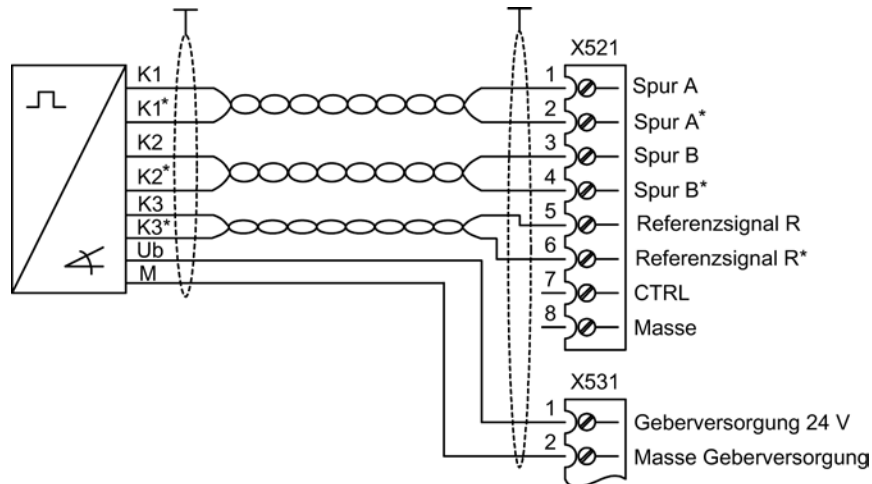 K1
K1*
K2
K2*
K3
K3*
Ub
M
X521
1 Spur A
2 Spur A*
3 Spur B
4 Spur B*
5 Referenzsignal R
6 Referenzsignal R*
7 CTRL
8 Masse
X531
1 Geberversorgung 24 V
2 Masse Geberversorgung